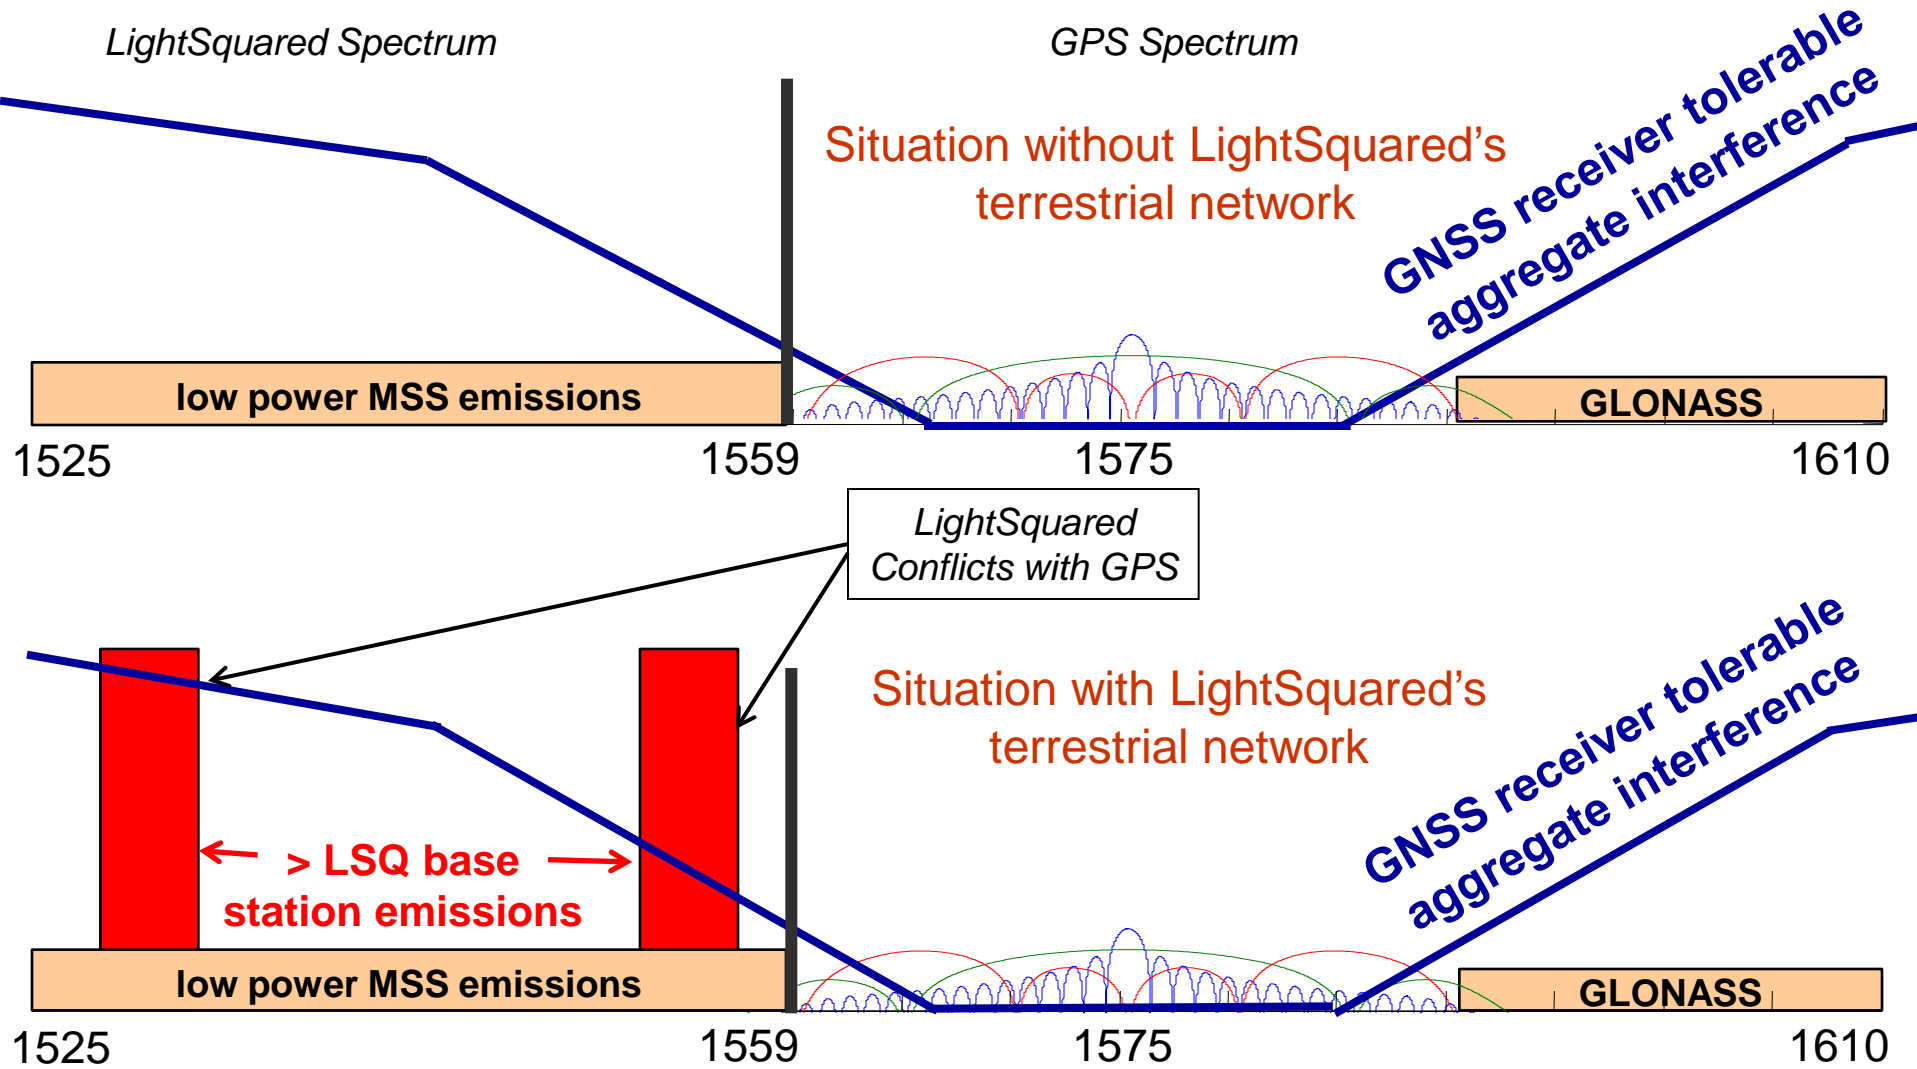 LightSquared Spectrum
GPS Spectrum
Situation without LightSquared's
terrestrial network
GNSS receiver tolerable
aggregate interference
low power MSS emissions
GLONASS
1525
1559
1575
1610
LightSquared
Conflicts with GPS
Situation with LightSquared's
terrestrial network
GNSS receiver tolerable
aggregate interference
> LSQ base
station emissions
low power MSS emissions
GLONASS
1525
1559
1575
1610